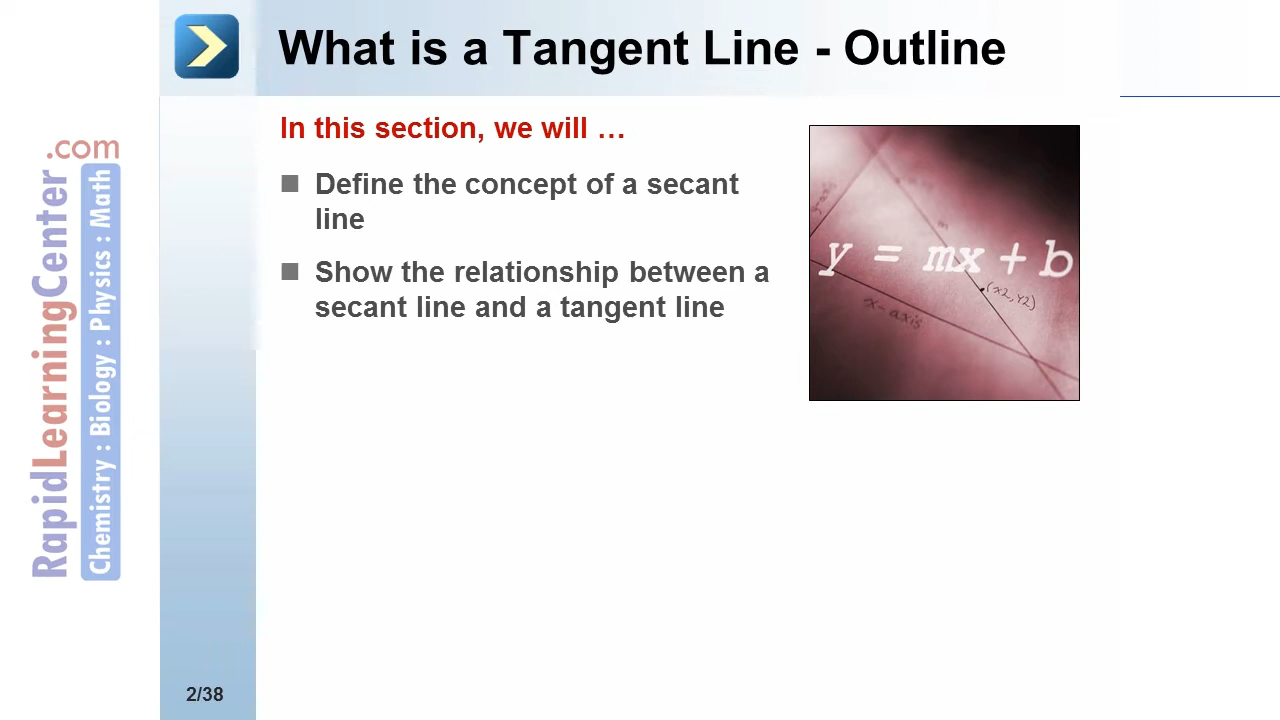 What is a Tangent Line - Outline
In this section, we will …
Define the concept of a secant
line
Show the relationship between a
secant line and a tangent line
y = mx + b
(x2, y2)
x-axis
RapidLearningCenter
.com
Chemistry : Biology : Physics : Math
2/38